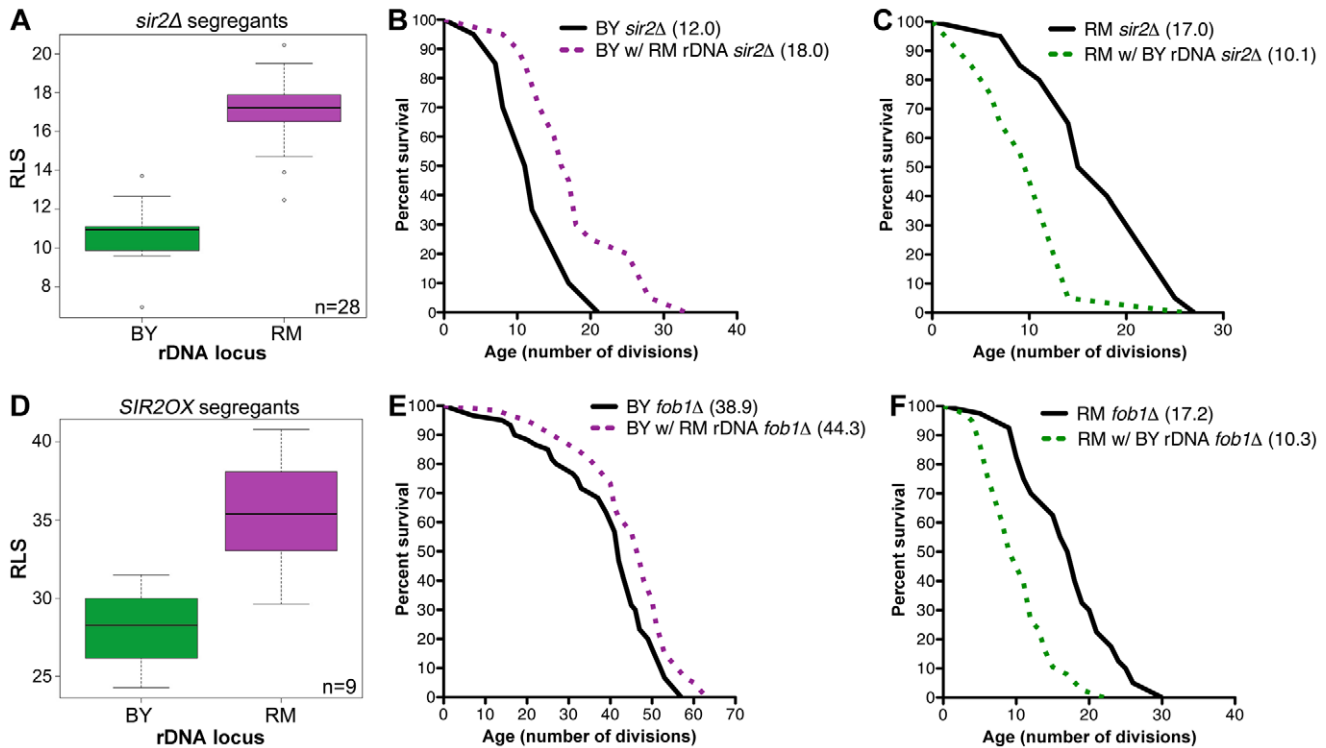 A
sir2Δ segregants
20
18
16
14
12
10
8
RLS
BY
RM
n=28
rDNA locus
B
BY sir2Δ (12.0)
BY w/ RM rDNA sir2Δ (18.0)
100
90
80
70
60
50
40
30
20
10
0
Percent survival
0
10
20
30
40
Age (number of divisions)
C
RM sir2Δ (17.0)
RM w/ BY rDNA sir2Δ (10.1)
100
90
80
70
60
50
40
30
20
10
0
Percent survival
0
10
20
30
Age (number of divisions)
D
SIR2OX segregants
40
35
30
25
RLS
BY
RM
n=9
rDNA locus
E
BY fob1Δ (38.9)
BY w/ RM rDNA fob1Δ (44.3)
100
90
80
70
60
50
40
30
20
10
0
Percent survival
0
10
20
30
40
50
60
70
Age (number of divisions)
F
RM fob1Δ (17.2)
RM w/ BY rDNA fob1Δ (10.3)
100
90
80
70
60
50
40
30
20
10
0
Percent survival
0
10
20
30
40
Age (number of divisions)